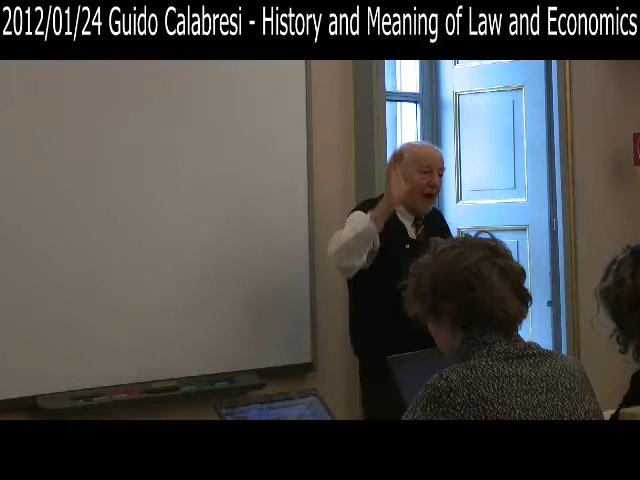 2012/01/24 Guido Calabresi - History and Meaning of Law and Economics